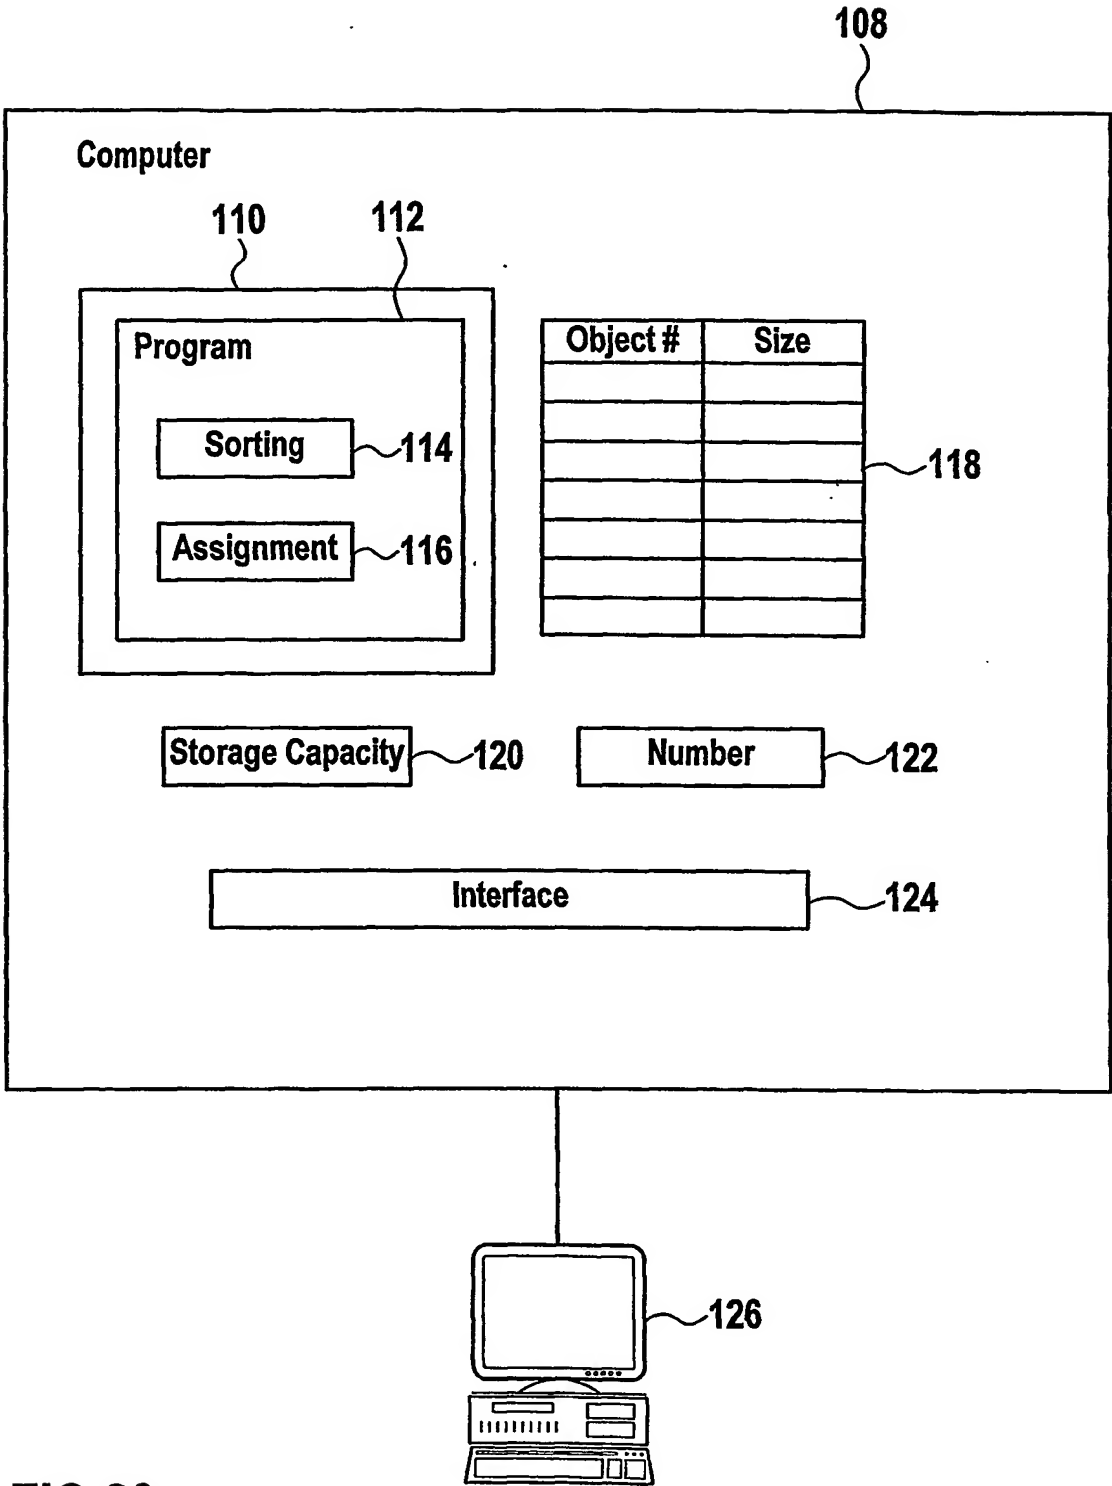 108
Computer
110
112
Program
Object #
Size
Sorting
114
118
Assignment
116
Storage Capacity
120
Number
122
Interface
124
126